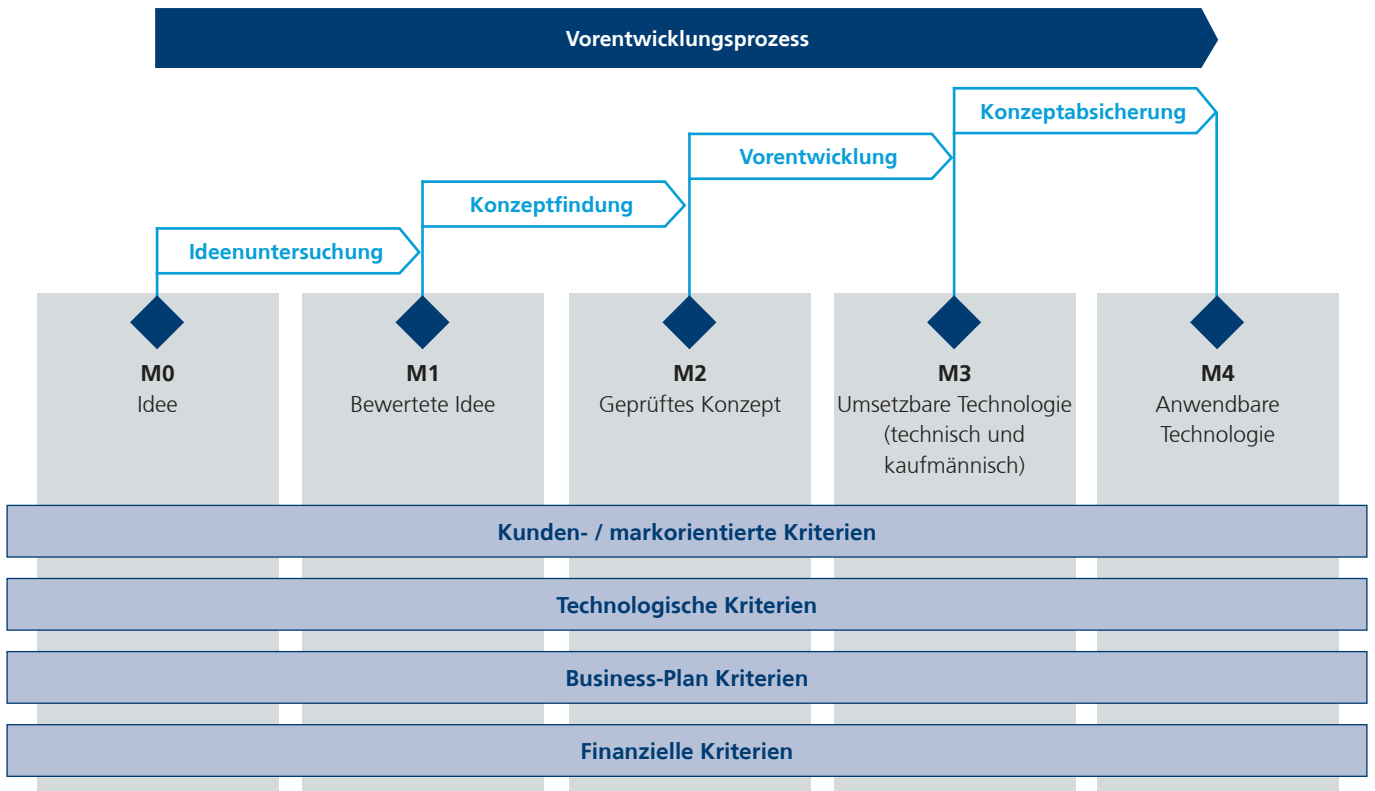 Vorentwicklungsprozess
Konzeptabsicherung
Vorentwicklung
Konzeptfindung
Ideenuntersuchung
M0
Idee
M1
Bewertete Idee
M2
Geprüftes Konzept
M3
Umsetzbare Technologie
(technisch und
kaufmännisch)
M4
Anwendbare
Technologie
Kunden- / markorientierte Kriterien
Technologische Kriterien
Business-Plan Kriterien
Finanzielle Kriterien